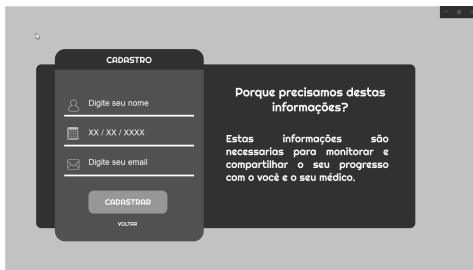 CADASTRO
Digite seu nome
XX / XX / XXXX
Digite seu email
CADASTRAR
VOLTAR
Porque precisamos destas
informações?
Estas informações são
necessarias para monitorar e
compartilhar o seu progresso
com o você e o seu médico.